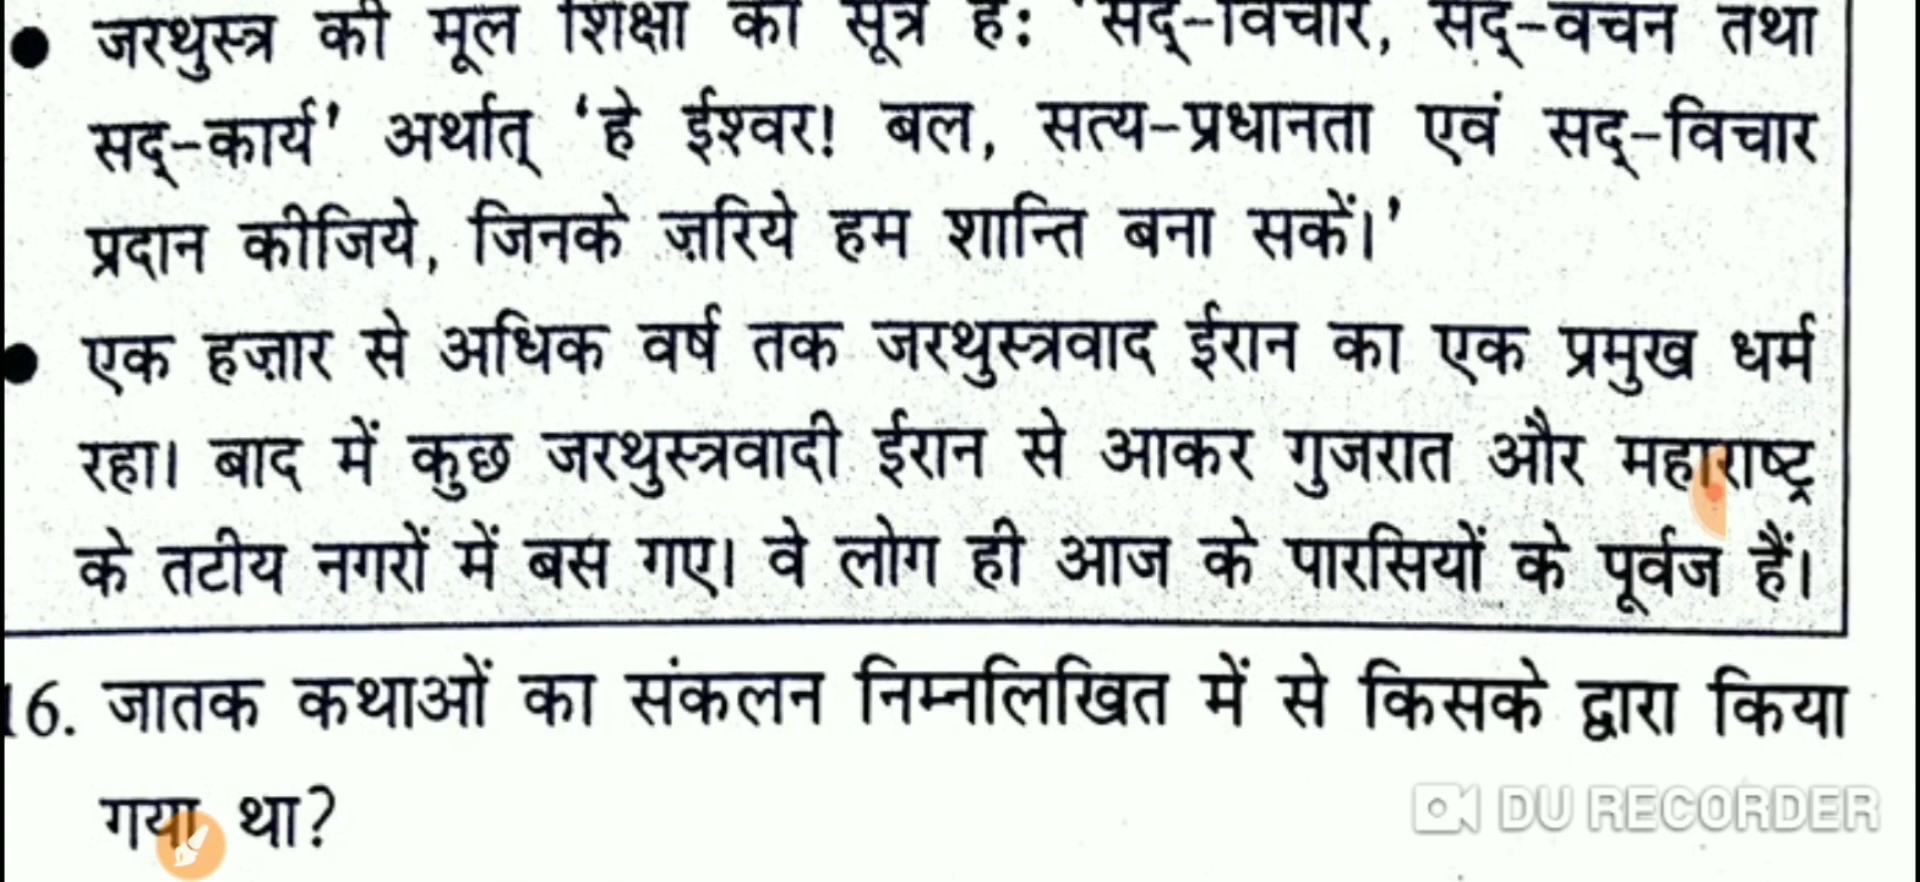 • जरथुस्त्र की मूल शिक्षा का सूत्र है: 'सद्-विचार, सद्-वचन तथा
सद्-कार्य' अर्थात् 'हे ईश्वर! बल, सत्य-प्रधानता एवं सद्-विचार
प्रदान कीजिये, जिनके ज़रिये हम शान्ति बना सकें।'
• एक हज़ार से अधिक वर्ष तक जरथुस्त्रवाद ईरान का एक प्रमुख धर्म
रहा। बाद में कुछ जरथुस्त्रवादी ईरान से आकर गुजरात और महाराष्ट्र
के तटीय नगरों में बस गए। वे लोग ही आज के पारसियों के पूर्वज हैं।
16. जातक कथाओं का संकलन निम्नलिखित में से किसके द्वारा किया
गया था?
DU RECORDER